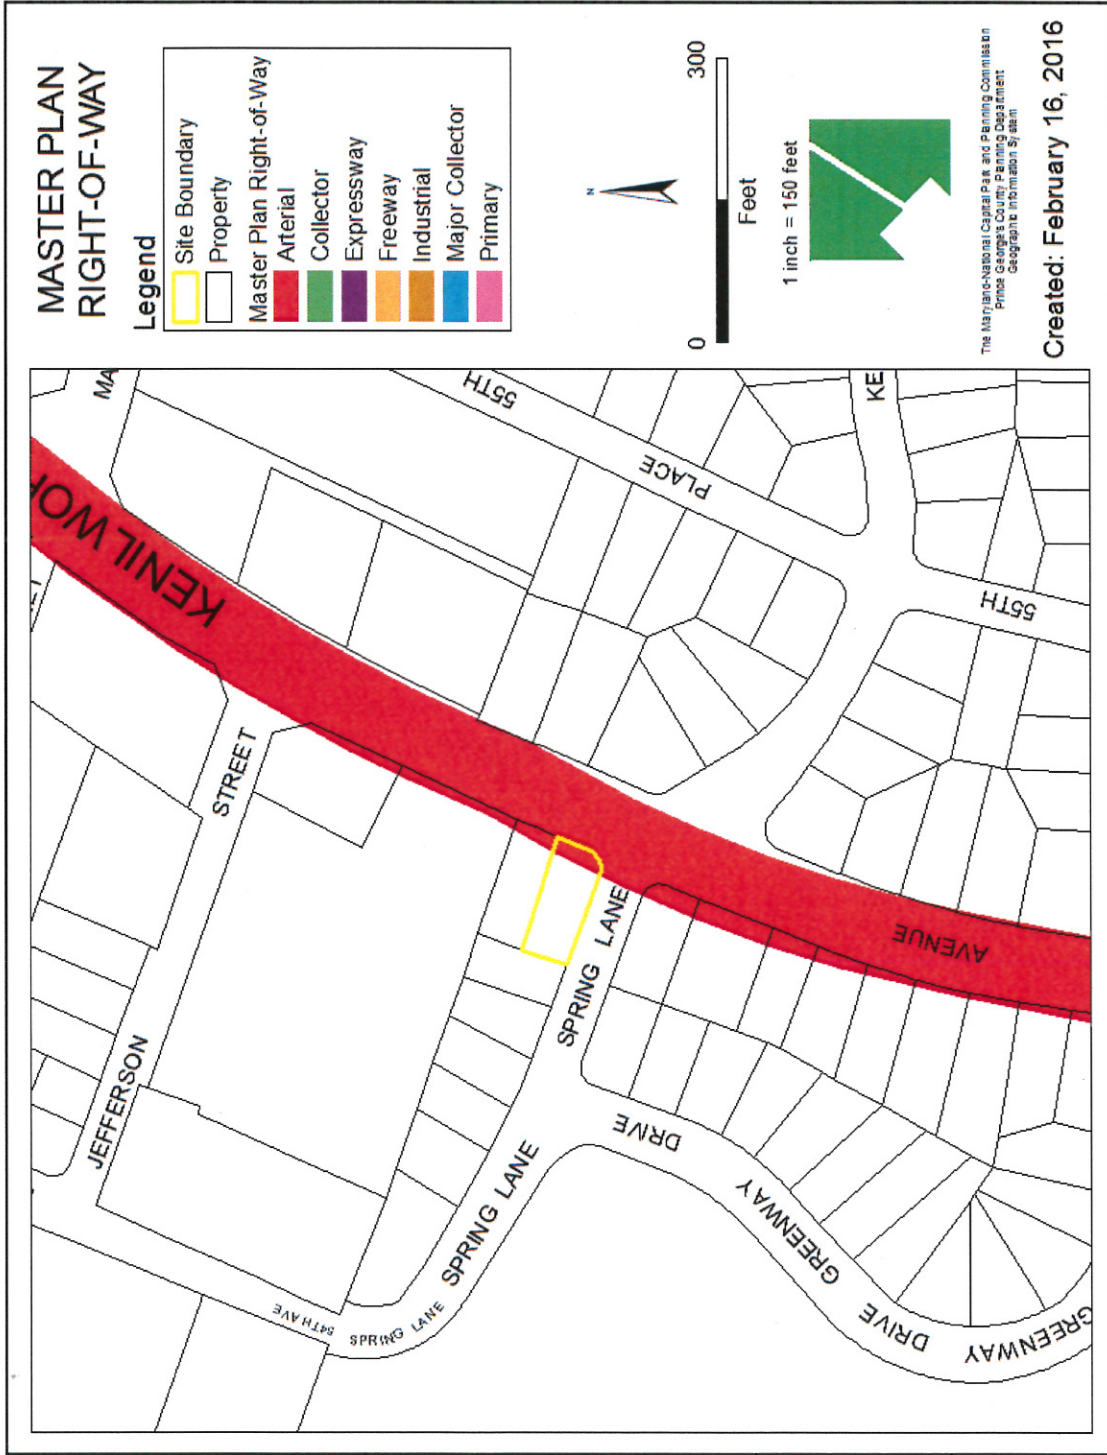 MASTER PLAN
RIGHT-OF-WAY
Legend
Site Boundary
Property
Master Plan Right-of-Way
Arterial
Collector
Expressway
Freeway
Industrial
Major Collector
Primary
N
0
300
Feet
1 inch = 150 feet
The Maryland-National Capital Park and Planning Commission
Prince George's County Planning Department
Geographic Information System
Created: February 16, 2016
KENILWOR
AVENUE
MA
JEFFERSON
STREET
55TH
PLACE
KE
55TH
SPRING LANE
SPRING LANE
SPRING LANE
54TH AVE
DRIVE
GREENWAY
DRIVE
GREENWAY
GREENWAY